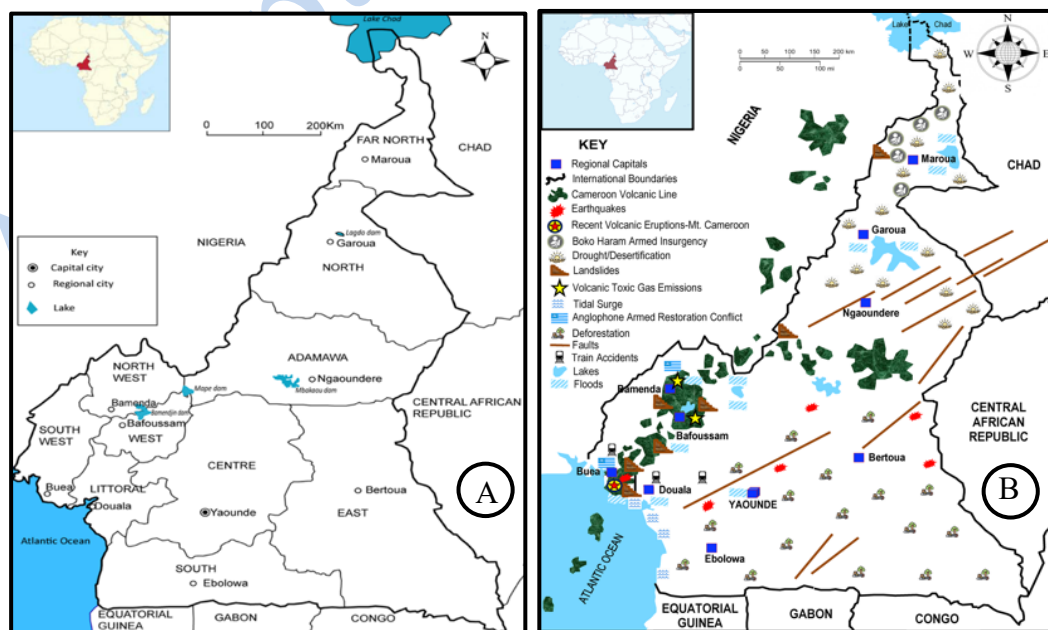 Lake Chad
N
0 100 200Km
FAR NORTH
Maroua
CHAD
NIGERIA
Lagdo dam
Garoua
NORTH
Key
Capital city
Regional city
Lake
ADAMAWA
Ngaoundere
Mbakaou dam
NORTH
WEST
Mape dam
Bamenda
Bamendjin dam
Bafoussam
WEST
SOUTH
WEST
CENTRAL AFRICAN
REPUBLIC
CENTRE
LITTORAL
Buea
Douala
Bertoua
EAST
Yaounde
A
Atlantic Ocean
SOUTH
Ebolowa
EQUATORIAL
GUINEA
GABON
CONGO
Lake Chad
N
W E
S
0 50 100 150 200 km
0 50 100 mi
NIGERIA
KEY
Regional Capitals
International Boundaries
Cameroon Volcanic Line
Earthquakes
Recent Volcanic Eruptions-Mt. Cameroon
Boko Haram Armed Insurgency
Drought/Desertification
Landslides
Volcanic Toxic Gas Emissions
Tidal Surge
Anglophone Armed Restoration Conflict
Deforestation
Faults
Train Accidents
Lakes
Floods
Maroua
CHAD
Garoua
Ngaoundere
Bamenda
Bafoussam
CENTRAL
AFRICAN
REPUBLIC
Buea
Douala
Bertoua
YAOUNDE
B
Ebolowa
ATLANTIC OCEAN
EQUATORIAL
GUINEA
GABON
CONGO